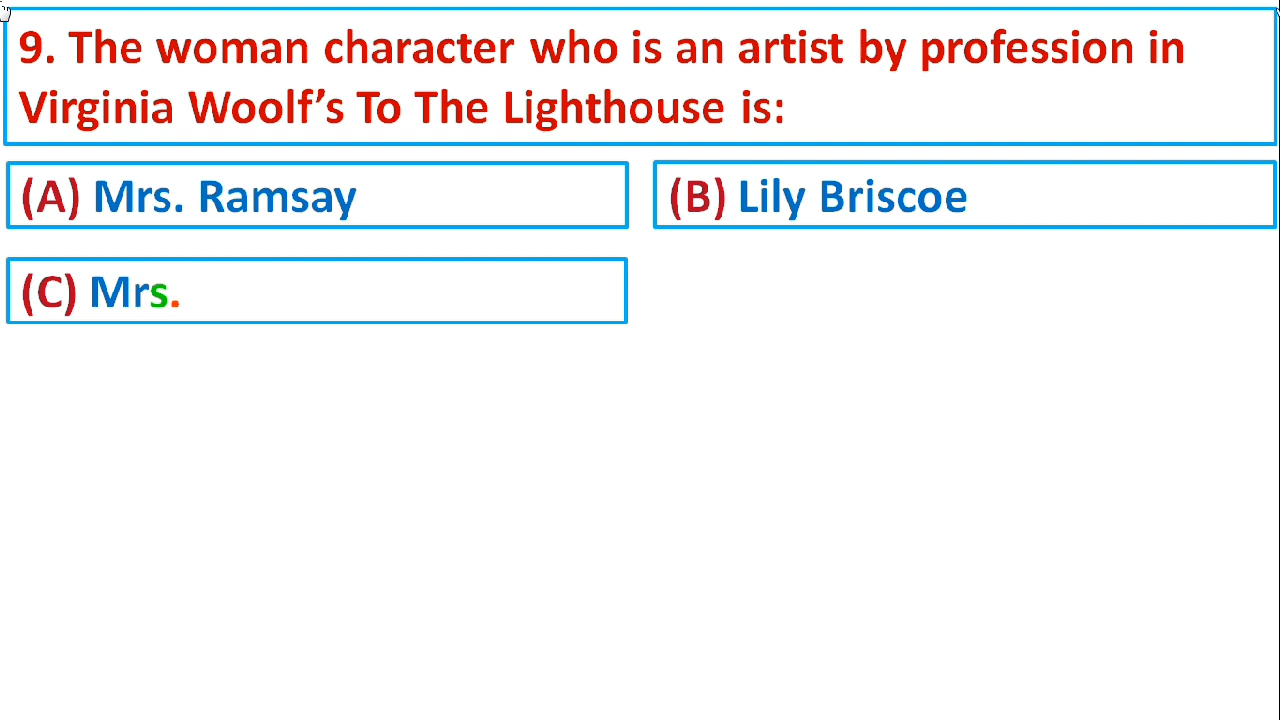 9. The woman character who is an artist by profession in
Virginia Woolf’s To The Lighthouse is:
(A) Mrs. Ramsay
(B) Lily Briscoe
(C) Mrs.